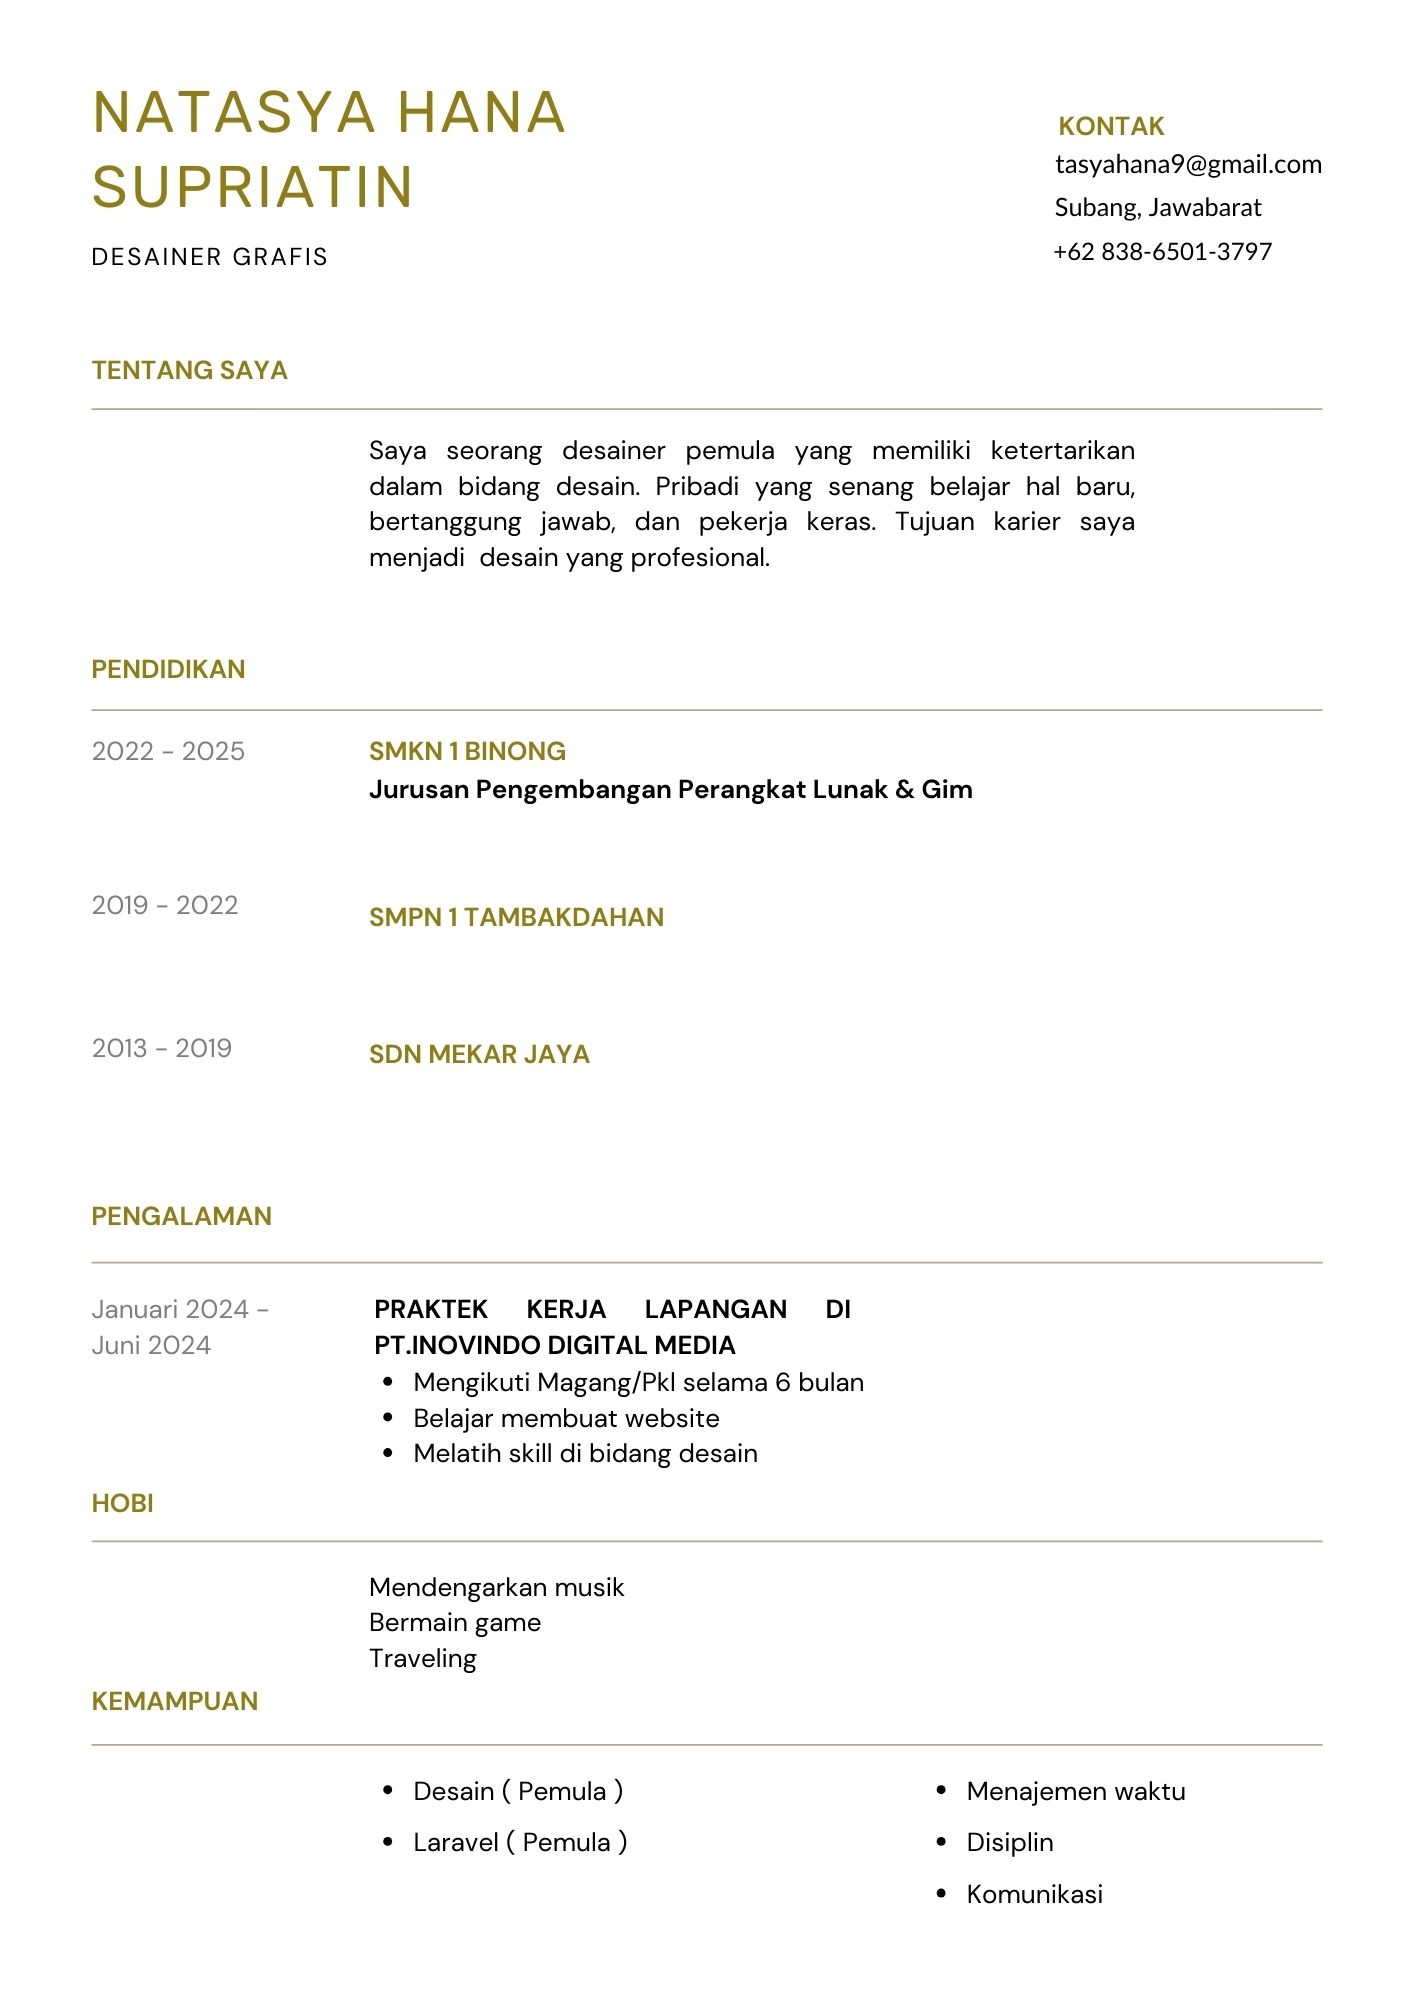 NATASYA HANA
SUPRIATIN
DESAINER GRAFIS
KONTAK
tasyahana9@gmail.com
Subang, Jawabarat
+62 838-6501-3797
TENTANG SAYA
Saya seorang desainer pemula yang memiliki ketertarikan
dalam bidang desain. Pribadi yang senang belajar hal baru,
bertanggung jawab, dan pekerja keras. Tujuan karier saya
menjadi desain yang profesional.
PENDIDIKAN
2022 - 2025
SMKN 1 BINONG
Jurusan Pengembangan Perangkat Lunak & Gim
2019 - 2022
SMPN 1 TAMBAKDAHAN
2013 - 2019
SDN MEKAR JAYA
PENGALAMAN
Januari 2024 -
Juni 2024
PRAKTEK KERJA LAPANGAN DI
PT.INOVINDO DIGITAL MEDIA
• Mengikuti Magang/Pkl selama 6 bulan
• Belajar membuat website
• Melatih skill di bidang desain
HOBI
Mendengarkan musik
Bermain game
Traveling
KEMAMPUAN
• Desain ( Pemula )
• Laravel ( Pemula )
• Menajemen waktu
• Disiplin
• Komunikasi